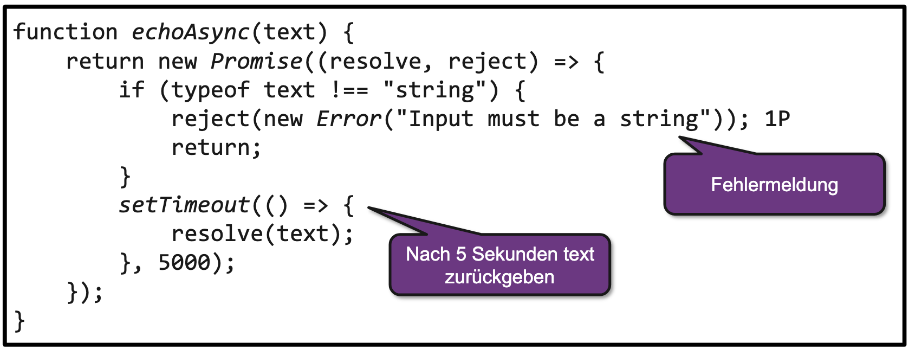 function echoAsync(text) {
    return new Promise((resolve, reject) => {
        if (typeof text !== "string") {
            reject(new Error("Input must be a string")); 1P
            return;
        }
        setTimeout(() => {
            resolve(text);
        }, 5000);
    });
}
Fehlermeldung
Nach 5 Sekunden text
zurückgeben